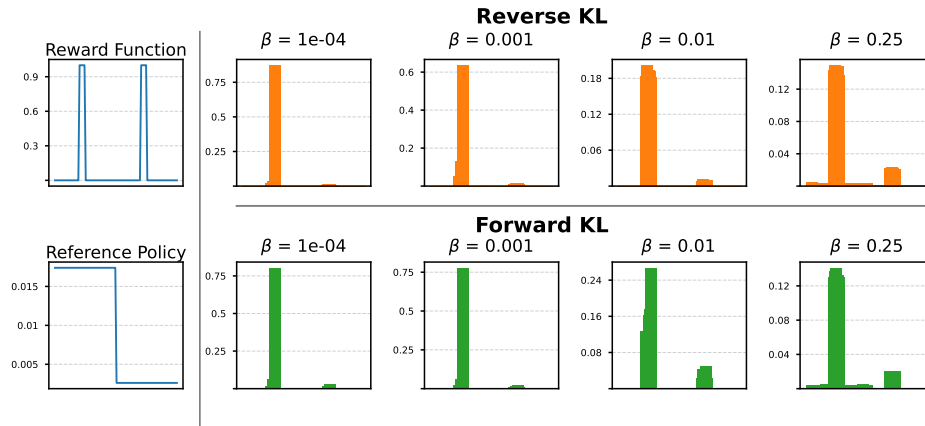 Reverse KL
Reward Function
β = 1e-04
β = 0.001
β = 0.01
β = 0.25
0.9
0.6
0.3
0.75
0.5
0.25
0.6
0.4
0.2
0.18
0.12
0.06
0.12
0.08
0.04
Forward KL
Reference Policy
β = 1e-04
β = 0.001
β = 0.01
β = 0.25
0.015
0.010
0.005
0.75
0.5
0.25
0.75
0.5
0.25
0.24
0.16
0.08
0.12
0.08
0.04